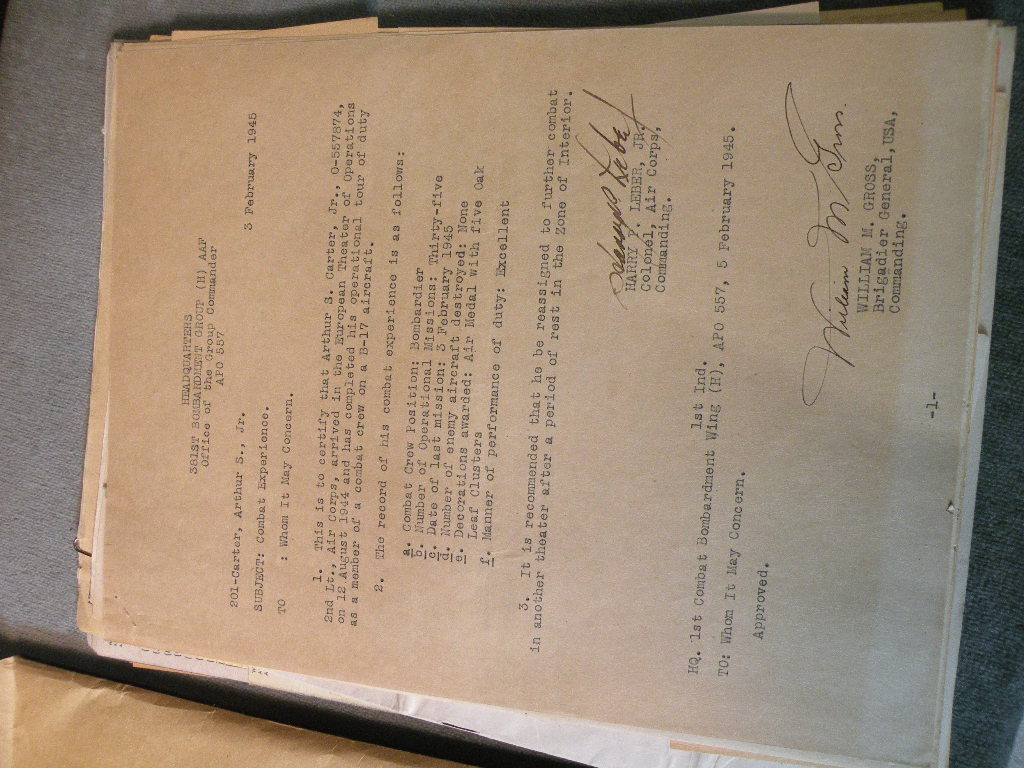 HEADQUARTERS
381ST BOMBARDMENT GROUP (H) AAF
Office of the Group Commander
APO 557
201-Carter, Arthur S., Jr.
3 February 1945
SUBJECT: Combat Experience.
TO : Whom It May Concern.
1. This is to certify that Arthur S. Carter, Jr., O-557874,
2nd Lt., Air Corps, arrived in the European Theater of Operations
on 12 August 1944 and has completed his operational tour of duty
as a member of a combat crew on a B-17 aircraft.
2. The record of his combat experience is as follows:
a. Combat Crew Position: Bombardier
b. Number of Operational Missions: Thirty-five
c. Date of last mission: 3 February 1945
d. Number of enemy aircraft destroyed: None
e. Decorations awarded: Air Medal with five Oak
Leaf Clusters
f. Manner of performance of duty: Excellent
3. It is recommended that he be reassigned to further combat
in another theater after a period of rest in the Zone of Interior.
Harry P Leber Jr
HARRY P. LEBER, JR.,
Colonel, Air Corps,
Commanding.
1st Ind.
HQ. 1st Combat Bombardment Wing (H), APO 557, 5 February 1945.
TO: Whom It May Concern.
Approved.
William M Gross
WILLIAM M. GROSS,
Brigadier General, USA,
Commanding.
-1-